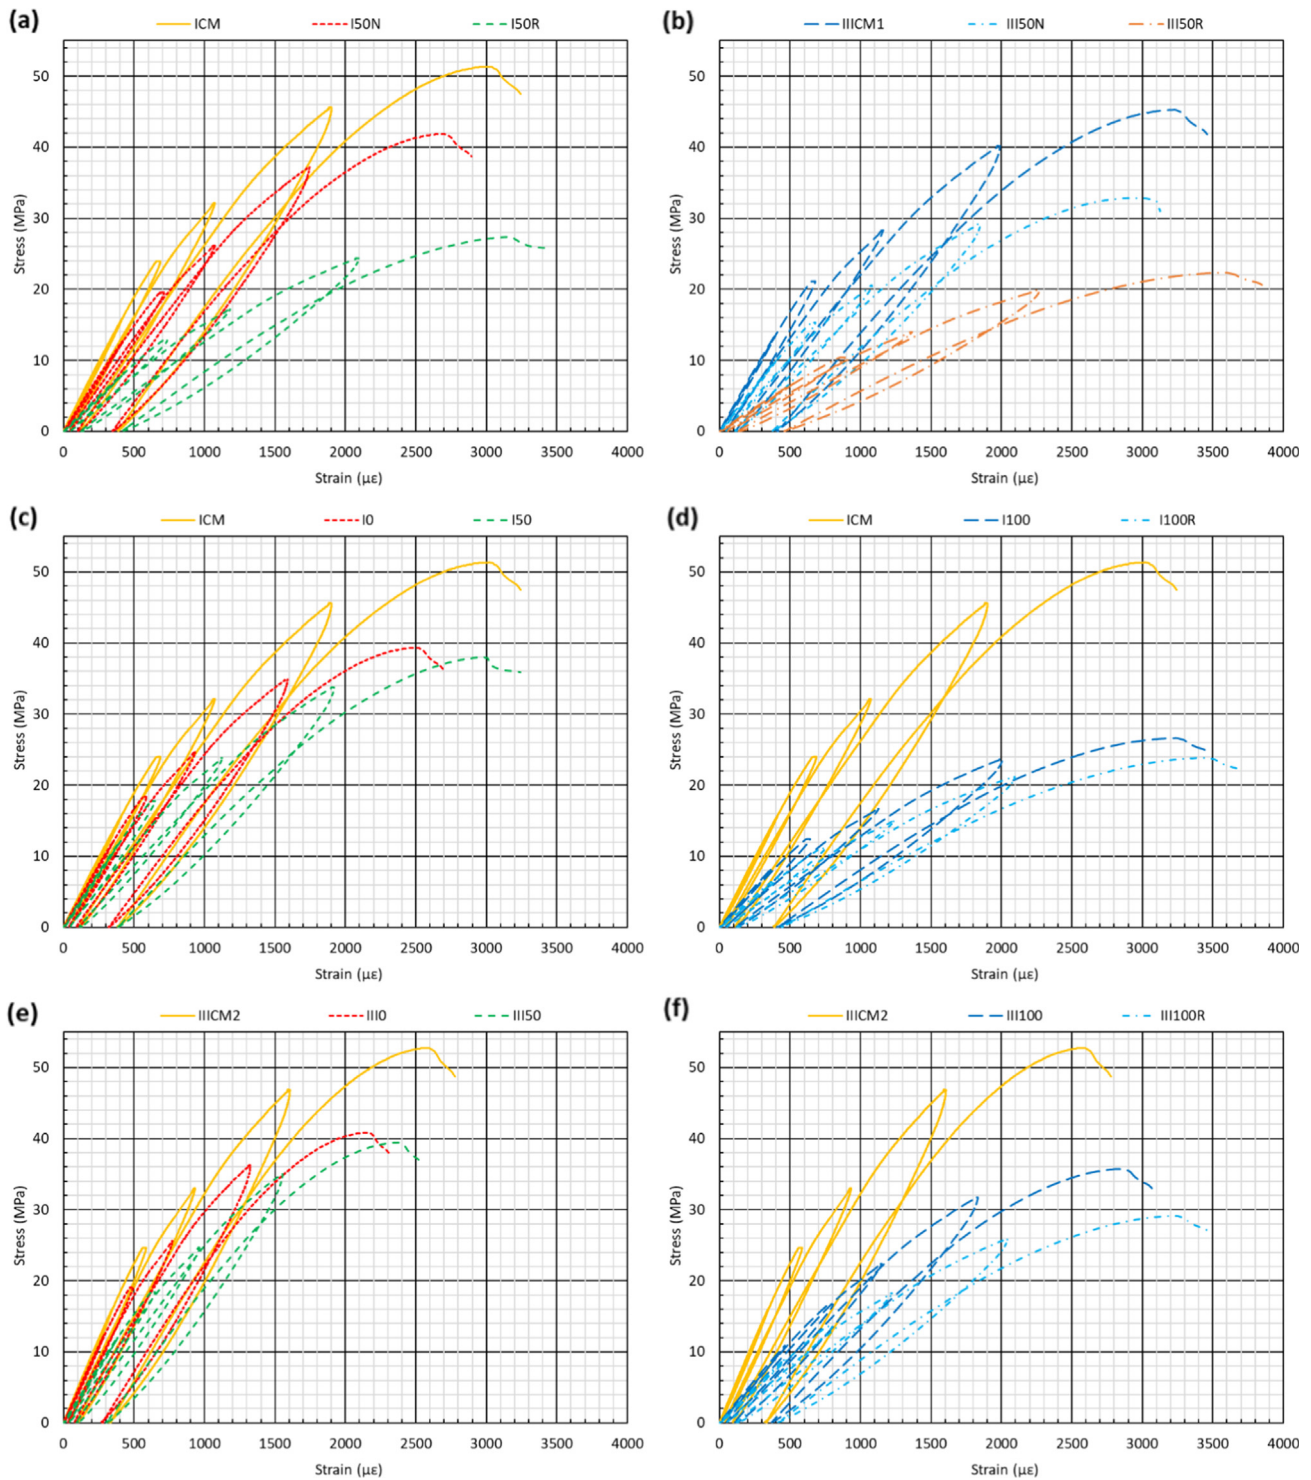 (a) ICM I50N I50R
50
40
30
20
10
0
Stress (MPa)
0 500 1000 1500 2000 2500 3000 3500 4000
Strain (µε)
(b) IIICM1 III50N III50R
50
40
30
20
10
0
Stress (MPa)
0 500 1000 1500 2000 2500 3000 3500 4000
Strain (µε)
(c) ICM I0 I50
50
40
30
20
10
0
Stress (MPa)
0 500 1000 1500 2000 2500 3000 3500 4000
Strain (µε)
(d) ICM I100 I100R
50
40
30
20
10
0
Stress (MPa)
0 500 1000 1500 2000 2500 3000 3500 4000
Strain (µε)
(e) IIICM2 III0 III50
50
40
30
20
10
0
Stress (MPa)
0 500 1000 1500 2000 2500 3000 3500 4000
Strain (µε)
(f) IIICM2 III100 III100R
50
40
30
20
10
0
Stress (MPa)
0 500 1000 1500 2000 2500 3000 3500 4000
Strain (µε)